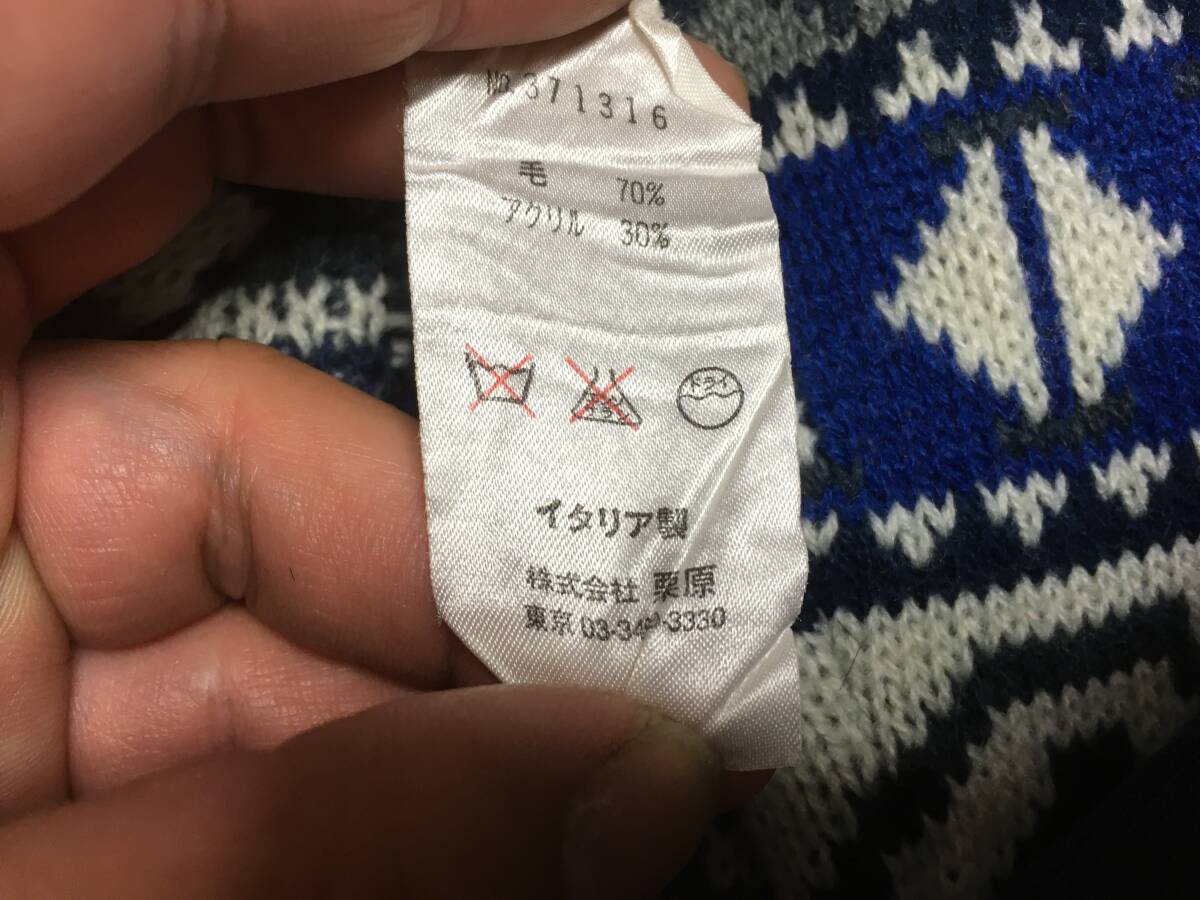 No.371316
毛 70%
アクリル 30%
ドライ
イタリア製
株式会社 栗原
東京 03-34 -3330